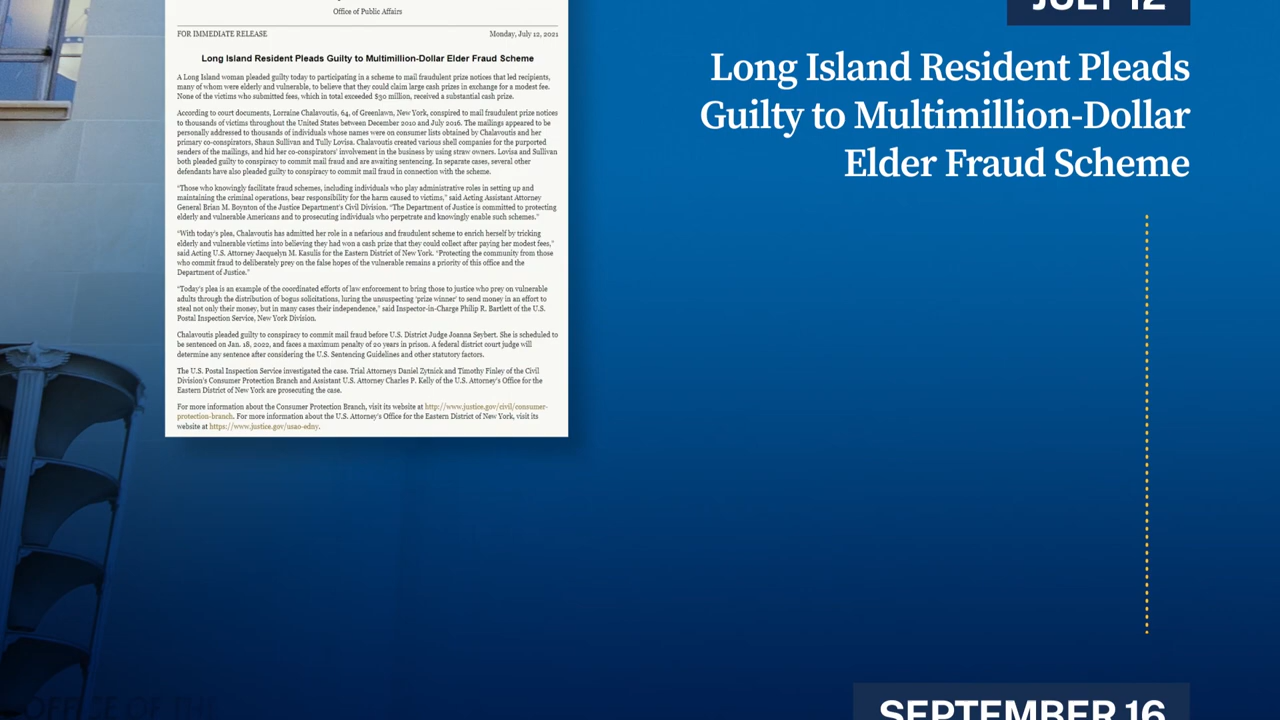 Office of Public Affairs
FOR IMMEDIATE RELEASE Monday, July 12, 2021
Long Island Resident Pleads Guilty to Multimillion-Dollar Elder Fraud Scheme
A Long Island woman pleaded guilty today to participating in a scheme to mail fraudulent prize notices that led recipients,
many of whom were elderly and vulnerable, to believe that they could claim large cash prizes in exchange for a modest fee.
None of the victims who submitted fees, which in total exceeded $30 million, received a substantial cash prize.
According to court documents, Lorraine Chalavoutis, 64, of Greenlawn, New York, conspired to mail fraudulent prize notices
to thousands of victims throughout the United States between December 2010 and July 2016. The mailings appeared to be
personally addressed to thousands of individuals whose names were on consumer lists obtained by Chalavoutis and her
primary co-conspirators, Shaun Sullivan and Tully Lovisa. Chalavoutis created various shell companies for the purported
senders of the mailings, and hid her co-conspirators’ involvement in the business by using straw owners. Lovisa and Sullivan
both pleaded guilty to conspiracy to commit mail fraud and are awaiting sentencing. In separate cases, several other
defendants have also pleaded guilty to conspiracy to commit mail fraud in connection with the scheme.
“Those who knowingly facilitate fraud schemes, including individuals who play administrative roles in setting up and
maintaining the criminal operations, bear responsibility for the harm caused to victims,” said Acting Assistant Attorney
General Brian M. Boynton of the Justice Department’s Civil Division. “The Department of Justice is committed to protecting
elderly and vulnerable Americans and to prosecuting individuals who perpetrate and knowingly enable such schemes.”
“With today’s plea, Chalavoutis has admitted her role in a nefarious and fraudulent scheme to enrich herself by tricking
elderly and vulnerable victims into believing they had won a cash prize that they could collect after paying her modest fees,”
said Acting U.S. Attorney Jacquelyn M. Kasulis for the Eastern District of New York. “Protecting the community from those
who commit fraud to deliberately prey on the false hopes of the vulnerable remains a priority of this office and the
Department of Justice.”
“Today’s plea is an example of the coordinated efforts of law enforcement to bring those to justice who prey on vulnerable
adults through the distribution of bogus solicitations, luring the unsuspecting ‘prize winner’ to send money in an effort to
steal not only their money, but in many cases their independence,” said Inspector-in-Charge Philip R. Bartlett of the U.S.
Postal Inspection Service, New York Division.
Chalavoutis pleaded guilty to conspiracy to commit mail fraud before U.S. District Judge Joanna Seybert. She is scheduled to
be sentenced on Jan. 18, 2022, and faces a maximum penalty of 20 years in prison. A federal district court judge will
determine any sentence after considering the U.S. Sentencing Guidelines and other statutory factors.
The U.S. Postal Inspection Service investigated the case. Trial Attorneys Daniel Zytnick and Timothy Finley of the Civil
Division’s Consumer Protection Branch and Assistant U.S. Attorney Charles P. Kelly of the U.S. Attorney’s Office for the
Eastern District of New York are prosecuting the case.
For more information about the Consumer Protection Branch, visit its website at http://www.justice.gov/civil/consumer-
protection-branch. For more information about the U.S. Attorney’s Office for the Eastern District of New York, visit its
website at https://www.justice.gov/usao-edny.
JULY 12
Long Island Resident Pleads
Guilty to Multimillion-Dollar
Elder Fraud Scheme
SEPTEMBER 16
OFFICE OF THE